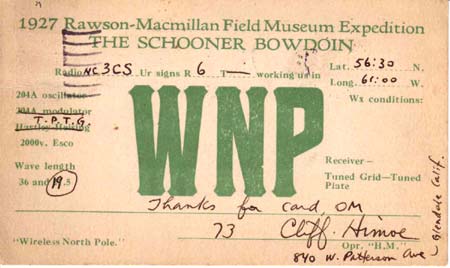 1927 Rawson-Macmillan Field Museum Expedition
THE SCHOONER BOWDOIN
Radio NC3CS Ur signs R 6 T — working us in
Lat. 56:30 N.
Long. 61:00 W.
204A oscillator
204A modulator
T.P.T.G.
Hartley Heising
2000v. Esco
Wave length
36 and 19.5
WNP
Wx conditions:
Receiver—
Tuned Grid—Tuned
Plate
Thanks for card OM
73 Cliff. Himoe
"Wireless North Pole."
Opr. "H.M."
840 W. Patterson Ave
Glendale Calif.